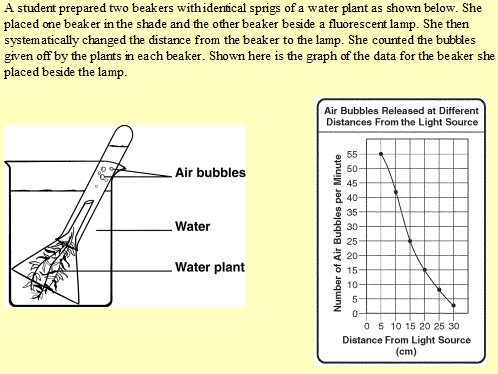 A student prepared two beakers with identical sprigs of a water plant as shown below. She
placed one beaker in the shade and the other beaker beside a fluorescent lamp. She then
systematically changed the distance from the beaker to the lamp. She counted the bubbles
given off by the plants in each beaker. Shown here is the graph of the data for the beaker she
placed beside the lamp.
Air bubbles
Water
Water plant
Air Bubbles Released at Different
Distances From the Light Source
Number of Air Bubbles per Minute
55
50
45
40
35
30
25
20
15
10
5
0
0 5 10 15 20 25 30
Distance From Light Source
(cm)